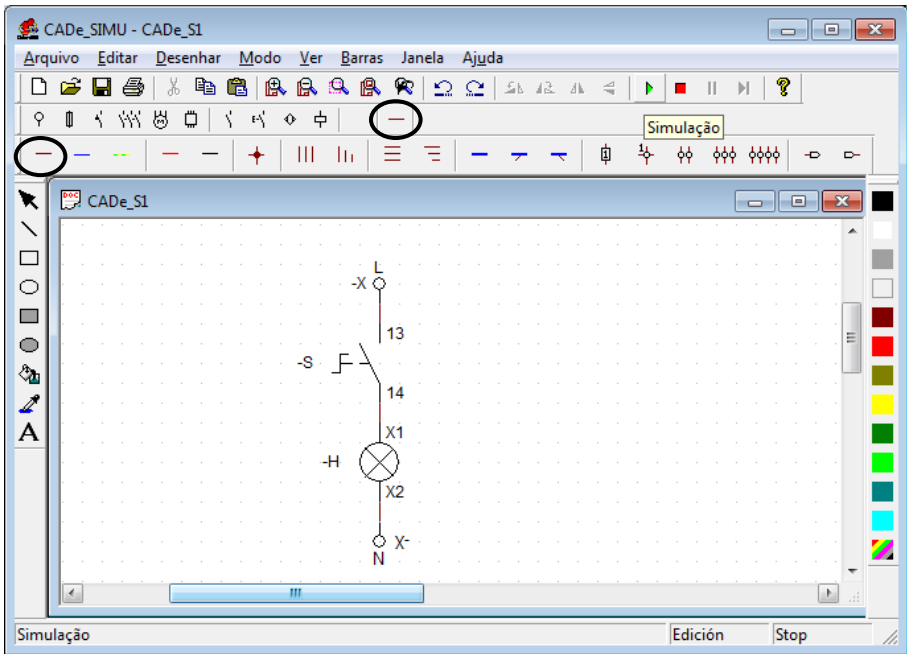 CADe_SIMU - CADe_S1
Arquivo Editar Desenhar Modo Ver Barras Janela Ajuda
Simulação
CADe_S1
L
-X
13
-S
14
X1
-H
X2
X-
N
A
Simulação Edición Stop